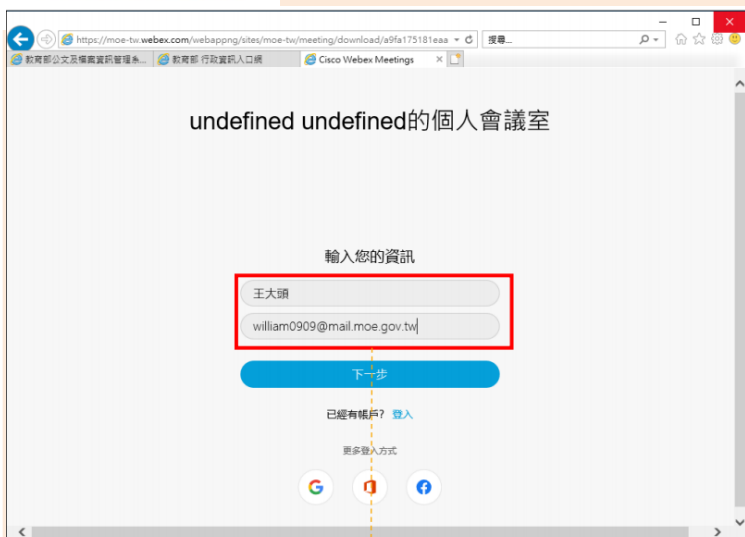 https://moe-tw.webex.com/webappng/sites/moe-tw/meeting/download/a9fa175181eaa
搜尋...
教育部公文及檔案資訊管理系...
教育部 行政資訊入口網
Cisco Webex Meetings
undefined undefined的個人會議室
輸入您的資訊
王大頭
william0909@mail.moe.gov.tw
下一步
已經有帳戶? 登入
更多登入方式